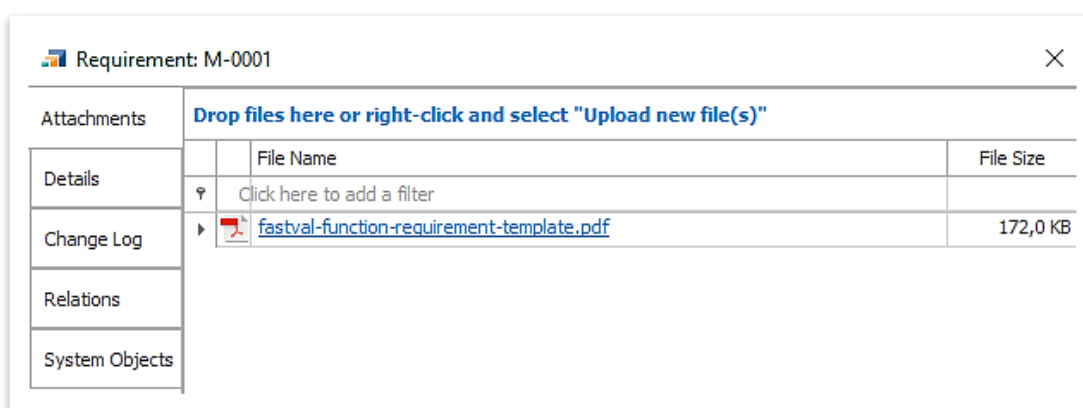 Requirement: M-0001
Attachments
Drop files here or right-click and select "Upload new file(s)"
File Name File Size
Details
Click here to add a filter
fastval-function-requirement-template.pdf 172,0 KB
Change Log
Relations
System Objects